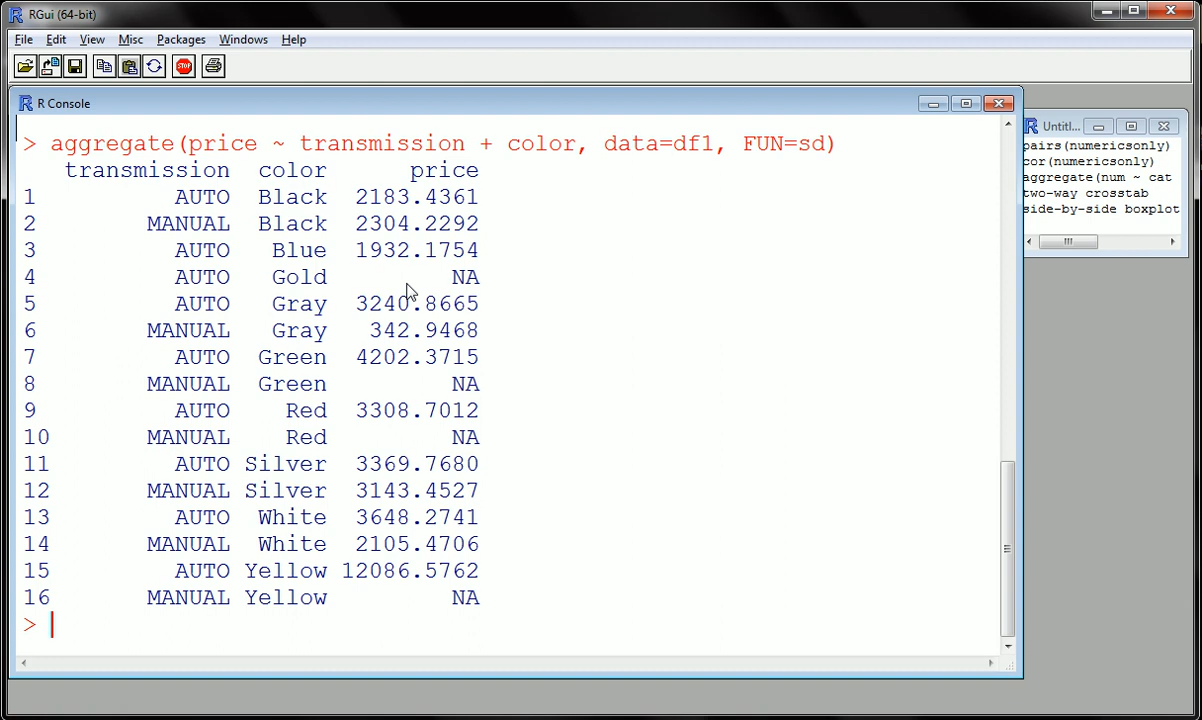 RGui (64-bit)
File Edit View Misc Packages Windows Help
STOP
R Console
> aggregate(price ~ transmission + color, data=df1, FUN=sd)
transmission color price
1 AUTO Black 2183.4361
2 MANUAL Black 2304.2292
3 AUTO Blue 1932.1754
4 AUTO Gold NA
5 AUTO Gray 3240.8665
6 MANUAL Gray 342.9468
7 AUTO Green 4202.3715
8 MANUAL Green NA
9 AUTO Red 3308.7012
10 MANUAL Red NA
11 AUTO Silver 3369.7680
12 MANUAL Silver 3143.4527
13 AUTO White 3648.2741
14 MANUAL White 2105.4706
15 AUTO Yellow 12086.5762
16 MANUAL Yellow NA
>
Untitl...
pairs(numericsonly)
cor(numericsonly)
aggregate(num ~ cat
two-way crosstab
side-by-side boxplot